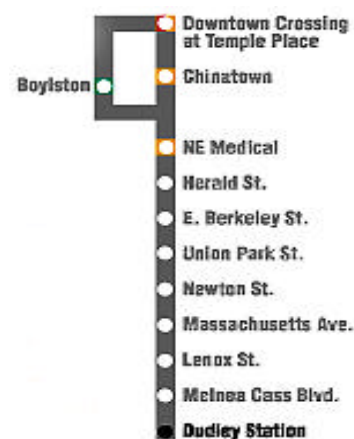 Downtown Crossing
at Temple Place
Chinatown
Boylston
NE Medical
Herald St.
E. Berkeley St.
Union Park St.
Newton St.
Massachusetts Ave.
Lenox St.
Melnea Cass Blvd.
Dudley Station